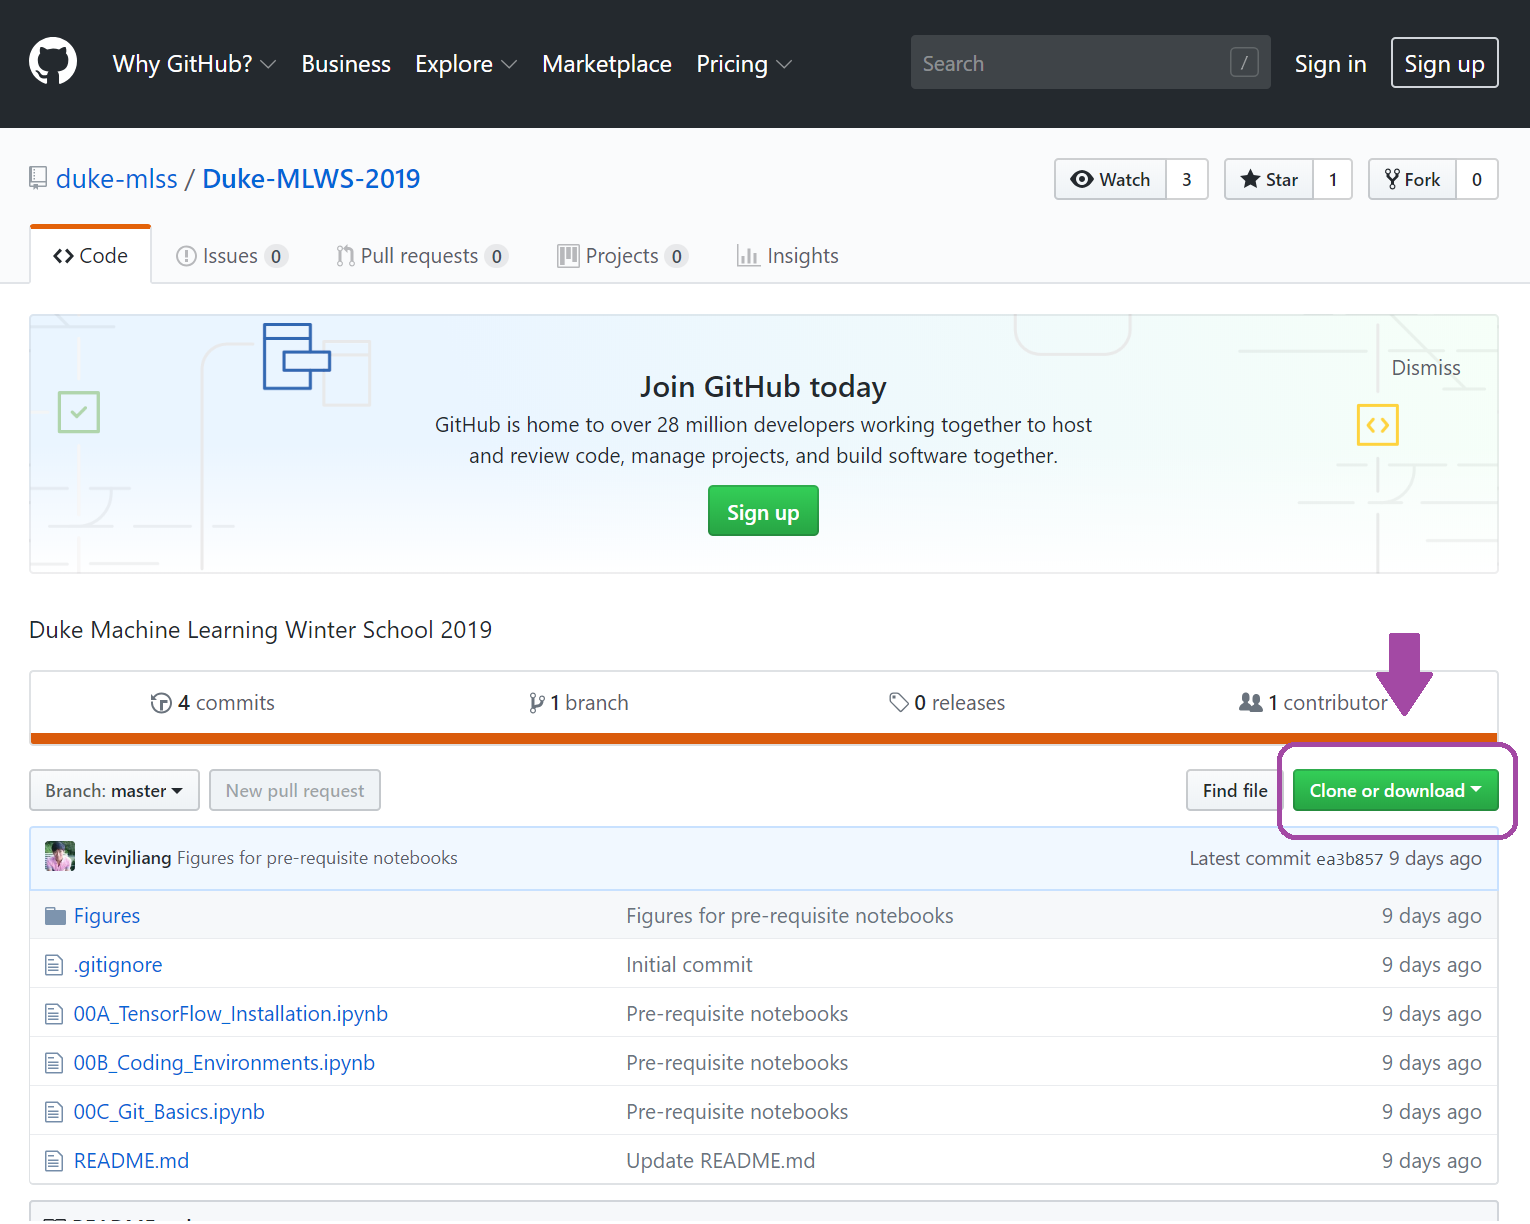 Why GitHub? Business Explore Marketplace Pricing Search / Sign in Sign up
duke-mlss / Duke-MLWS-2019 Watch 3 Star 1 Fork 0
Code Issues 0 Pull requests 0 Projects 0 Insights
Dismiss
Join GitHub today
GitHub is home to over 28 million developers working together to host
and review code, manage projects, and build software together.
Sign up
Duke Machine Learning Winter School 2019
4 commits 1 branch 0 releases 1 contributor
Branch: master New pull request Find file Clone or download
kevinjliang Figures for pre-requisite notebooks Latest commit ea3b857 9 days ago
Figures Figures for pre-requisite notebooks 9 days ago
.gitignore Initial commit 9 days ago
00A_TensorFlow_Installation.ipynb Pre-requisite notebooks 9 days ago
00B_Coding_Environments.ipynb Pre-requisite notebooks 9 days ago
00C_Git_Basics.ipynb Pre-requisite notebooks 9 days ago
README.md Update README.md 9 days ago